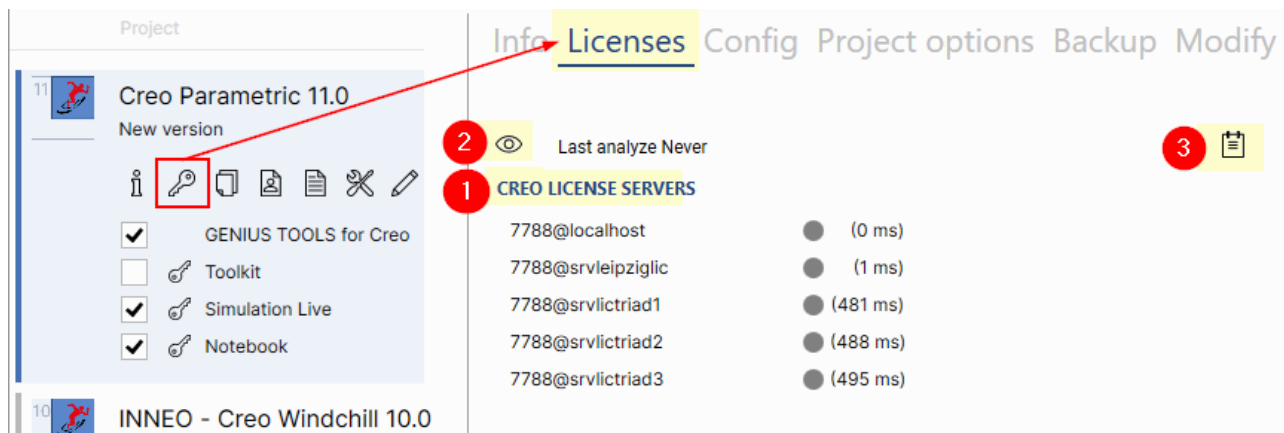 Project
11
Creo Parametric 11.0
New version
GENIUS TOOLS for Creo
Toolkit
Simulation Live
Notebook
10
INNEO - Creo Windchill 10.0
Info Licenses Config Project options Backup Modify
2 Last analyze Never 3
1 CREO LICENSE SERVERS
7788@localhost (0 ms)
7788@srvleipziglic (1 ms)
7788@srvlictriad1 (481 ms)
7788@srvlictriad2 (488 ms)
7788@srvlictriad3 (495 ms)